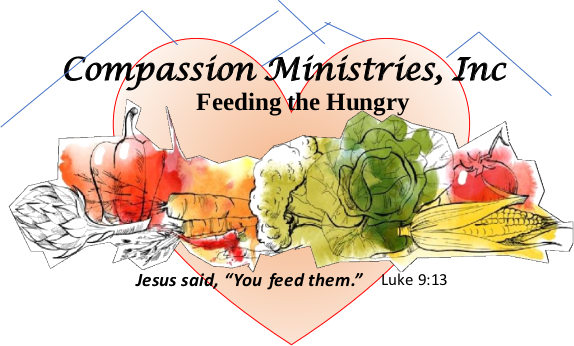 Compassion Ministries, Inc
Feeding the Hungry
Jesus said, “You feed them.” Luke 9:13